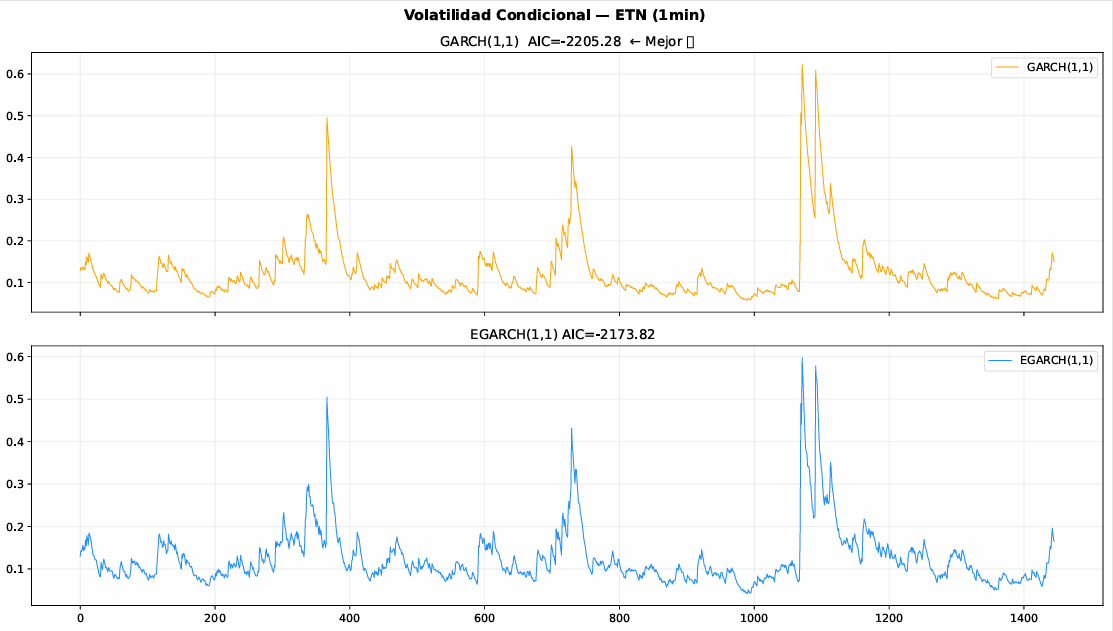 Volatilidad Condicional — ETN (1min)
GARCH(1,1)  AIC=-2205.28  ← Mejor
GARCH(1,1)
0.6
0.5
0.4
0.3
0.2
0.1
EGARCH(1,1) AIC=-2173.82
EGARCH(1,1)
0.6
0.5
0.4
0.3
0.2
0.1
0 200 400 600 800 1000 1200 1400